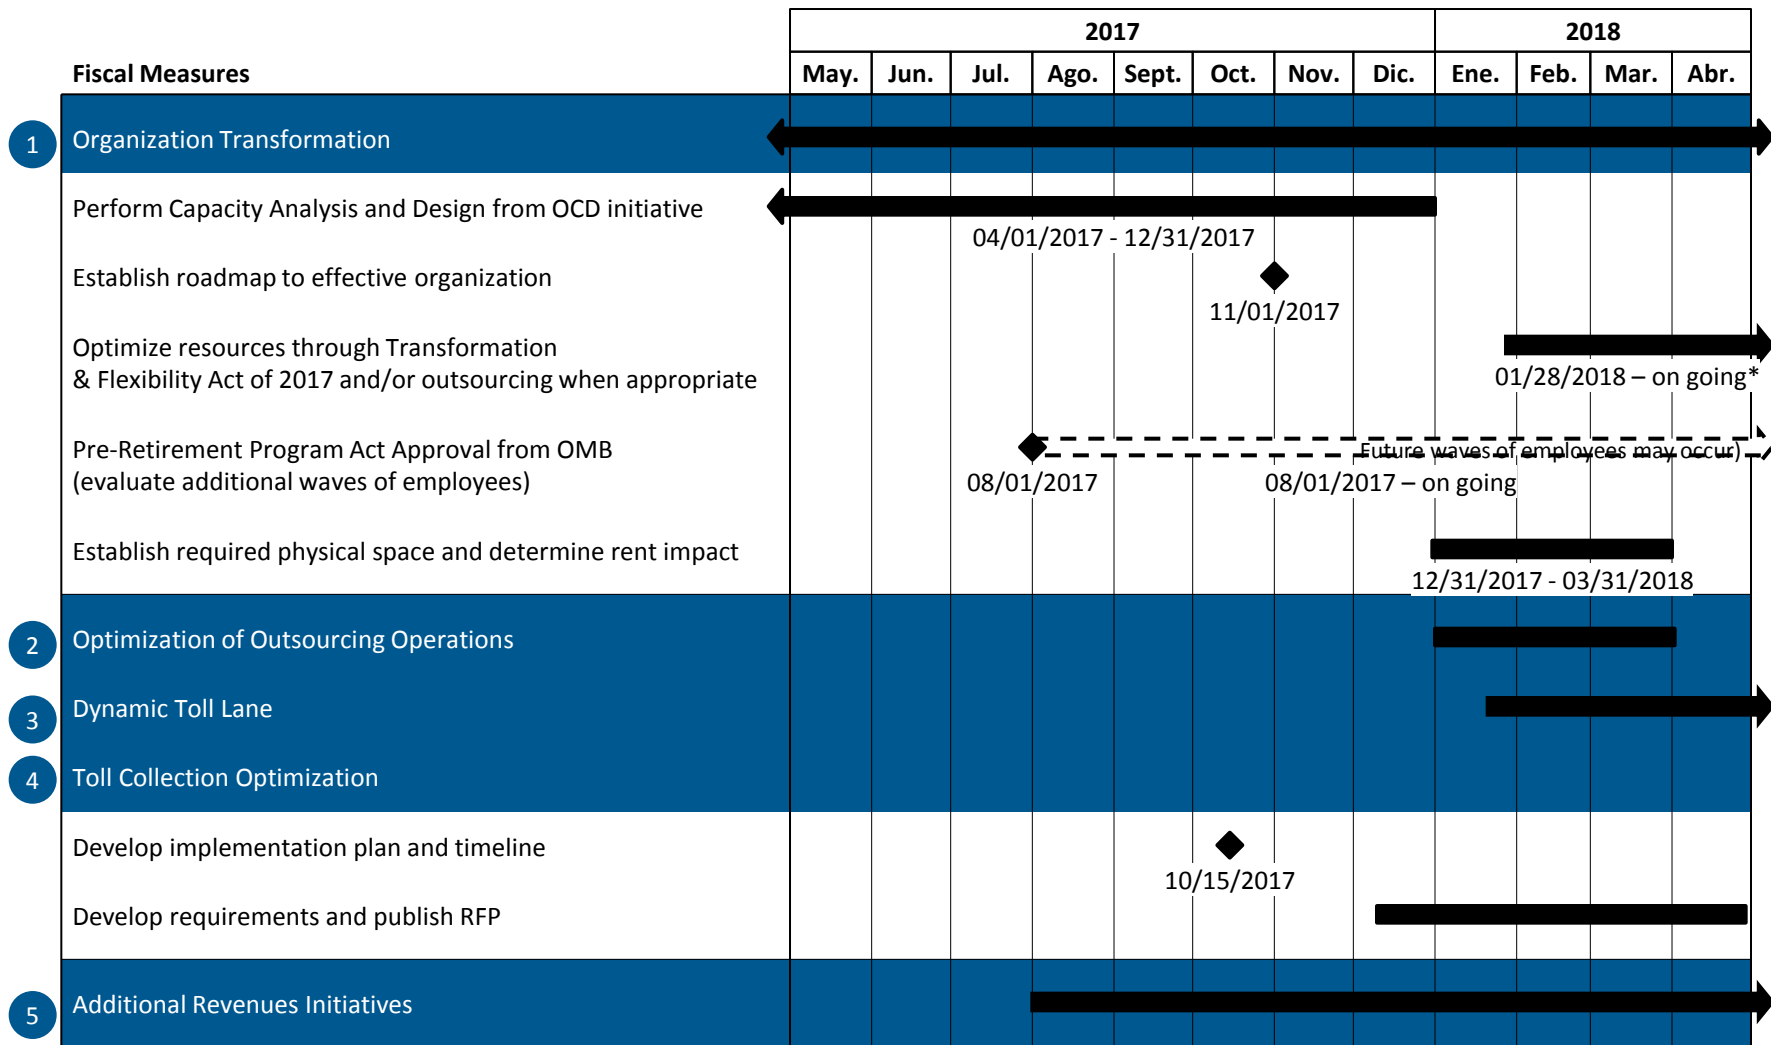 2017 2018
Fiscal Measures May. Jun. Jul. Ago. Sept. Oct. Nov. Dic. Ene. Feb. Mar. Abr.
1 Organization Transformation
Perform Capacity Analysis and Design from OCD initiative
04/01/2017 - 12/31/2017
Establish roadmap to effective organization
11/01/2017
Optimize resources through Transformation
& Flexibility Act of 2017 and/or outsourcing when appropriate
01/28/2018 – on going*
Pre-Retirement Program Act Approval from OMB
Future waves of employees may occur)
(evaluate additional waves of employees)
08/01/2017 08/01/2017 – on going
Establish required physical space and determine rent impact
12/31/2017 - 03/31/2018
2 Optimization of Outsourcing Operations
3 Dynamic Toll Lane
4 Toll Collection Optimization
Develop implementation plan and timeline
10/15/2017
Develop requirements and publish RFP
5 Additional Revenues Initiatives